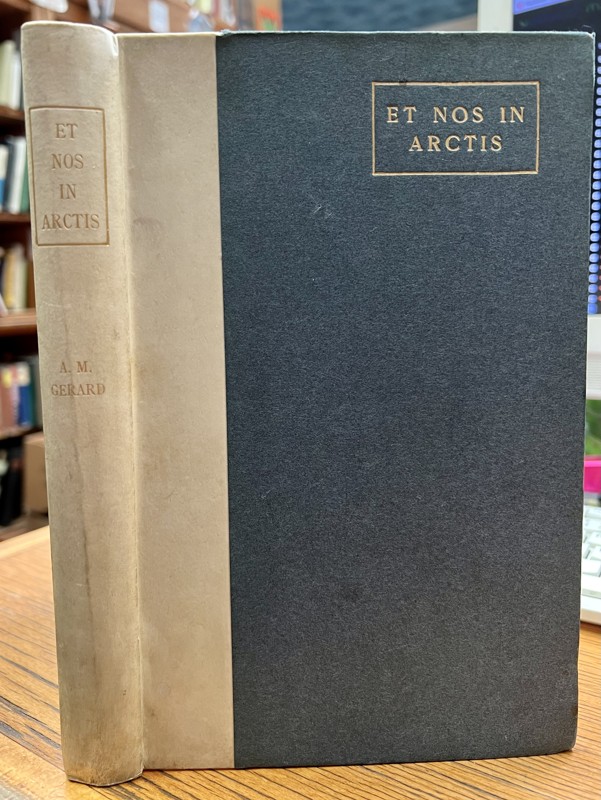 ET
NOS
IN
ARCTIS
A. M.
GERARD
ET NOS IN
ARCTIS